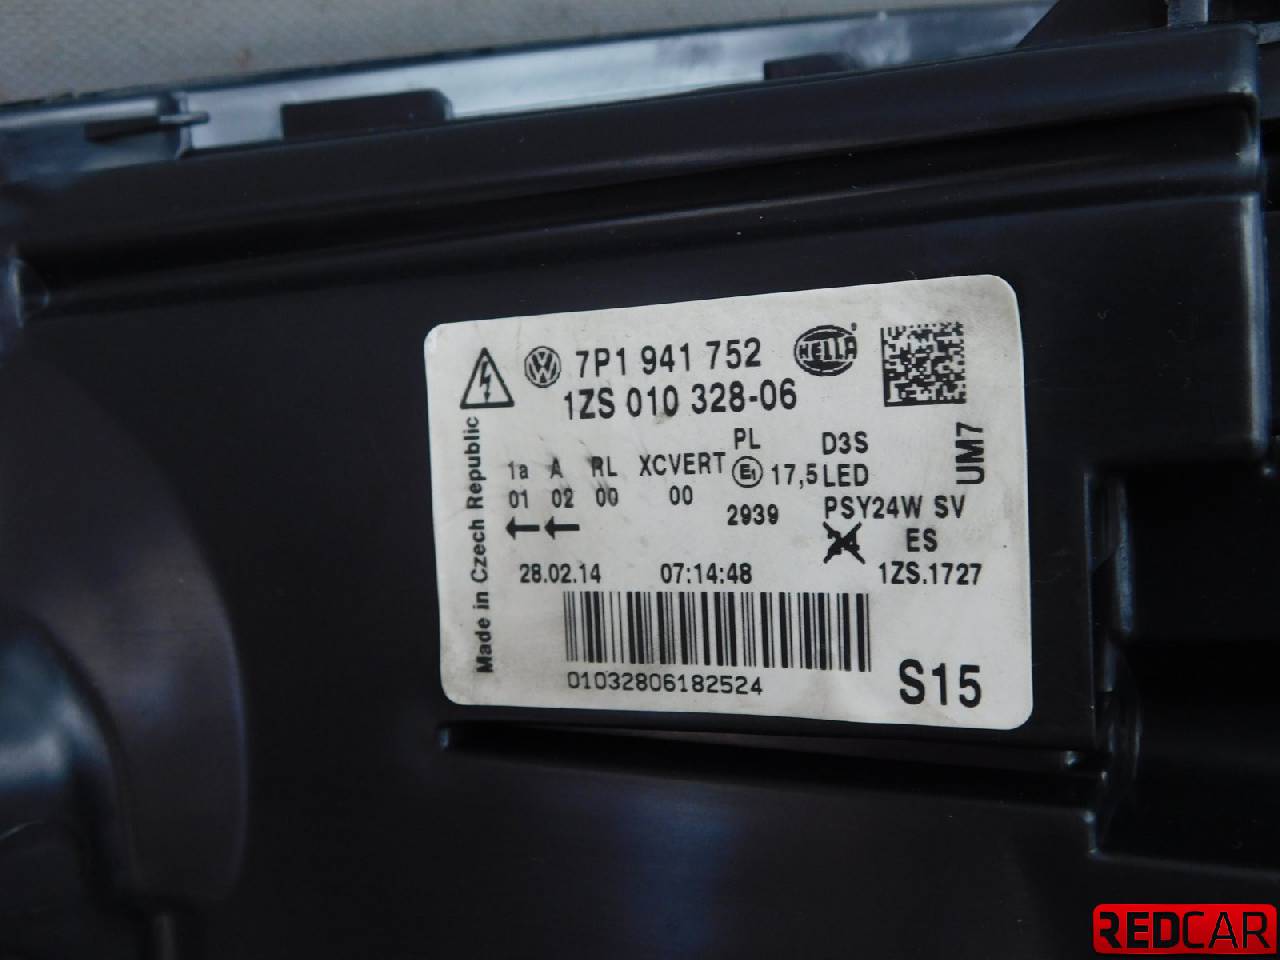 7P1 941 752
HELLA
1ZS 010 328-06
UM7
Made in Czech Republic
PL
D3S
1a A RL XCVERT E1 17,5 LED
01 02 00 00
2939
PSY24W SV
ES
28.02.14 07:14:48 1ZS.1727
01032806182524
S15
REDCAR